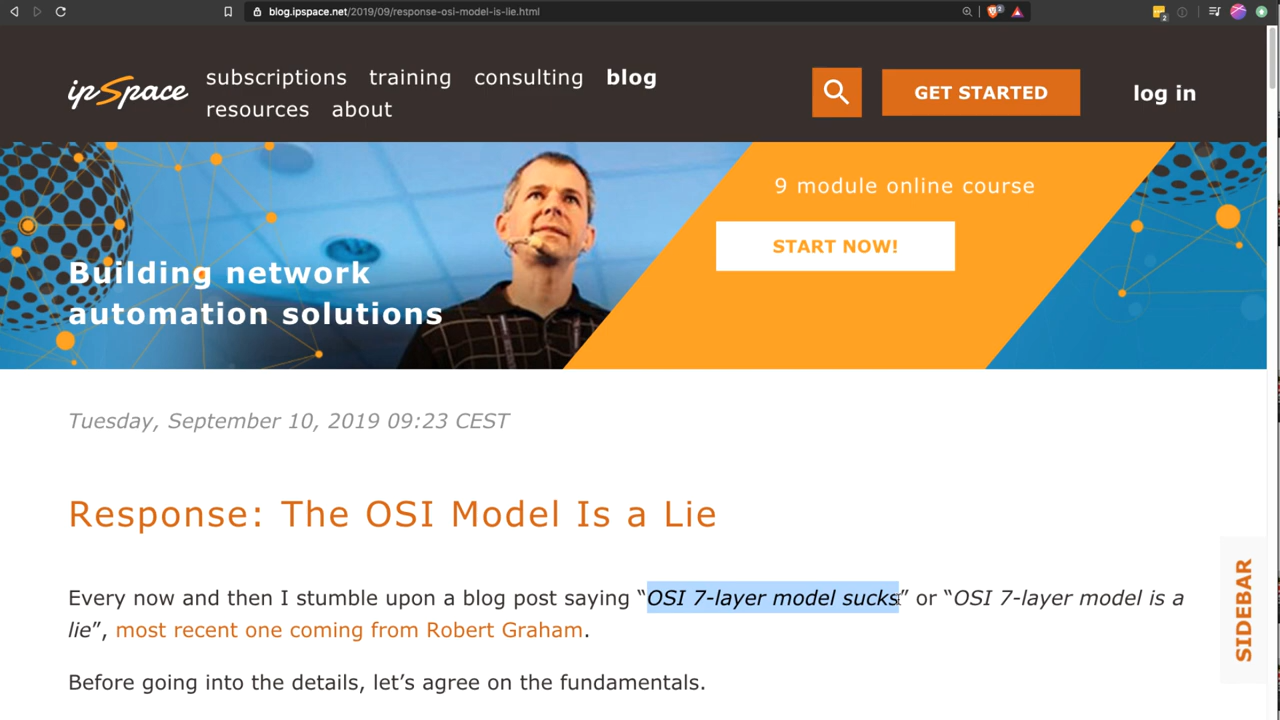 blog.ipspace.net/2019/09/response-osi-model-is-lie.html
2
2
ipSpace
subscriptions training consulting blog
resources about
GET STARTED
log in
9 module online course
START NOW!
Building network
automation solutions
Tuesday, September 10, 2019 09:23 CEST
Response: The OSI Model Is a Lie
Every now and then I stumble upon a blog post saying “OSI 7-layer model sucks” or “OSI 7-layer model is a
lie”, most recent one coming from Robert Graham.
Before going into the details, let’s agree on the fundamentals.
SIDEBAR